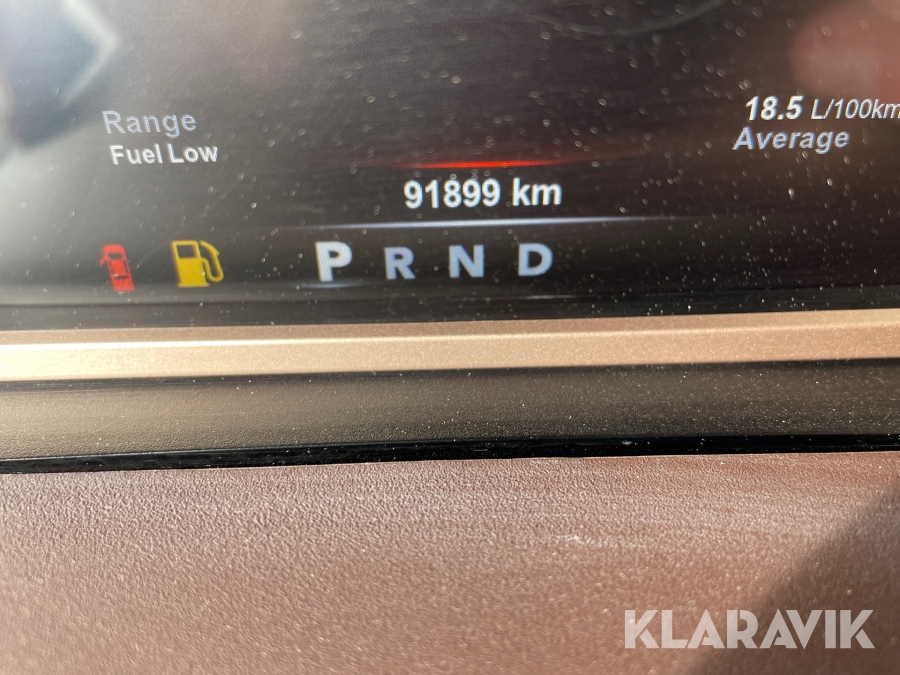 Range
Fuel Low
18.5 L/100km
Average
91899 km
P R N D
KLARAVIK